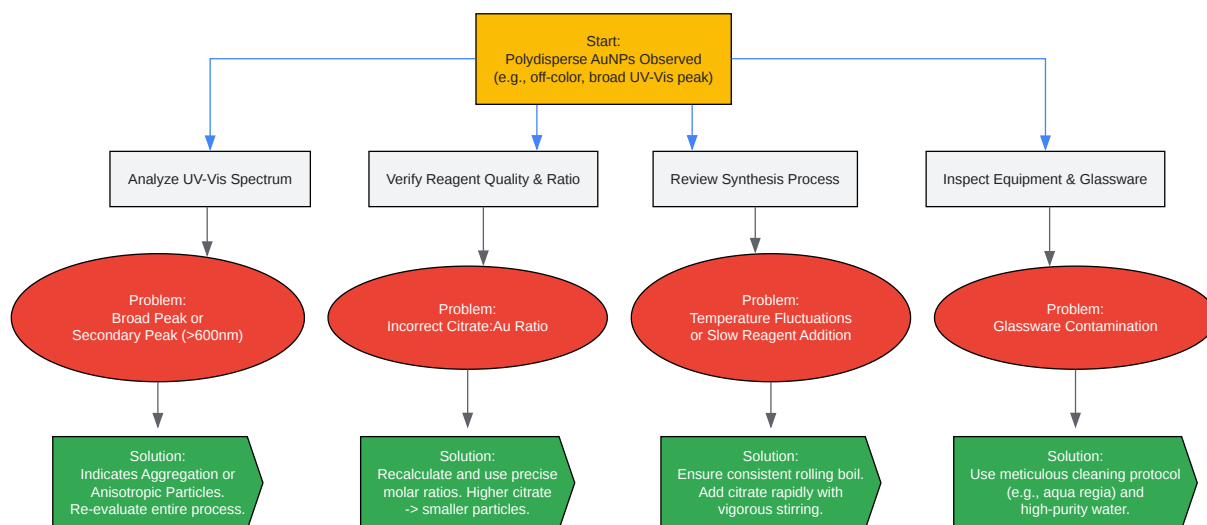 Start:
Polydisperse AuNPs Observed
(e.g., off-color, broad UV-Vis peak)
Analyze UV-Vis Spectrum
Verify Reagent Quality & Ratio
Review Synthesis Process
Inspect Equipment & Glassware
Problem:
Broad Peak or
Secondary Peak (>600nm)
Problem:
Incorrect Citrate:Au Ratio
Problem:
Temperature Fluctuations
or Slow Reagent Addition
Problem:
Glassware Contamination
Solution:
Indicates Aggregation or
Anisotropic Particles.
Re-evaluate entire process.
Solution:
Recalculate and use precise
molar ratios. Higher citrate
-> smaller particles.
Solution:
Ensure consistent rolling boil.
Add citrate rapidly with
vigorous stirring.
Solution:
Use meticulous cleaning protocol
(e.g., aqua regia) and
high-purity water.